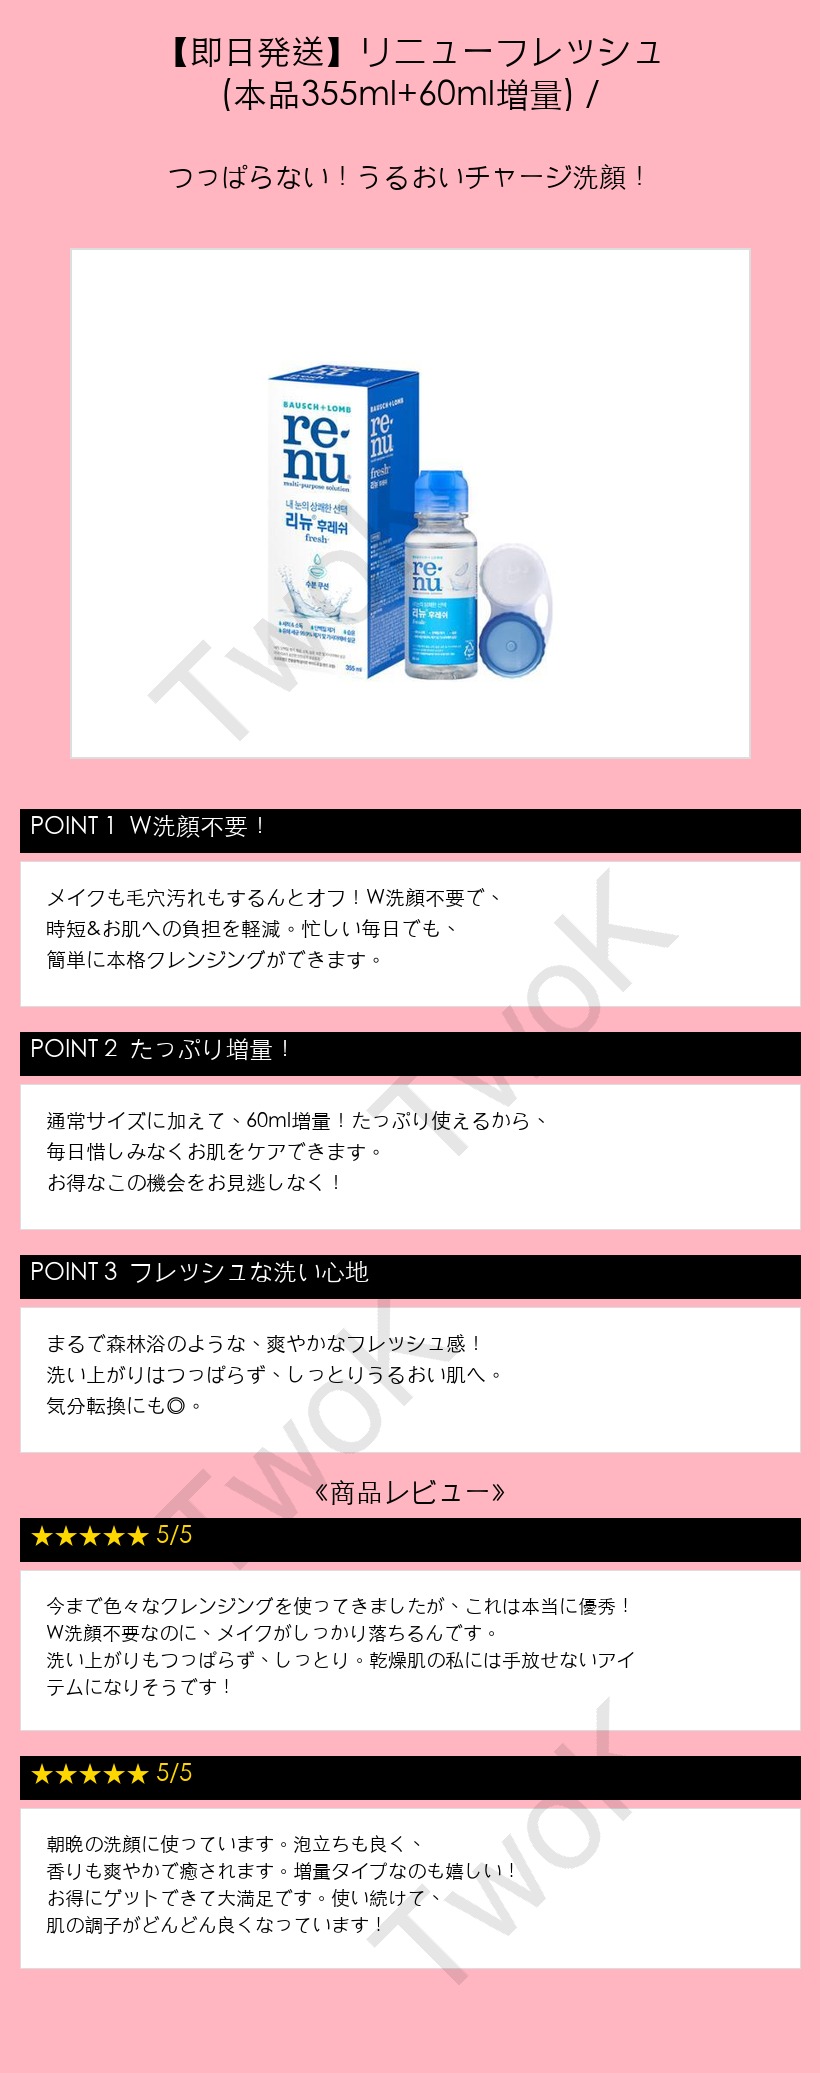 【即日発送】リニューフレッシュ
(本品355ml+60ml増量) /
つっぱらない！うるおいチャージ洗顔！
re
nu
fresh
BAUSCH+LOMB
re
nu
multi-purpose solution
내 눈의 상쾌한 선택
리뉴 후레쉬
fresh
수분 쿠션
355 ml
BAUSCH+LOMB
re
nu
fresh
리뉴 후레쉬
BAUSCH+LOMB
re
nu
리뉴 후레쉬
fresh
TwoK
POINT 1 W洗顔不要！
メイクも毛穴汚れもするんとオフ！W洗顔不要で、
時短&お肌への負担を軽減。忙しい毎日でも、
簡単に本格クレンジングができます。
TwoK
POINT 2 たっぷり増量！
通常サイズに加えて、60ml増量！たっぷり使えるから、
毎日惜しみなくお肌をケアできます。
お得なこの機会をお見逃しなく！
POINT 3 フレッシュな洗い心地
まるで森林浴のような、爽やかなフレッシュ感！
洗い上がりはつっぱらず、しっとりうるおい肌へ。
気分転換にも◎。
TwoK
《商品レビュー》
★★★★★ 5/5
今まで色々なクレンジングを使ってきましたが、これは本当に優秀！
W洗顔不要なのに、メイクがしっかり落ちるんです。
洗い上がりもつっぱらず、しっとり。乾燥肌の私には手放せないアイ
テムになりそうです！
★★★★★ 5/5
朝晩の洗顔に使っています。泡立ちも良く、
香りも爽やかで癒されます。増量タイプなのも嬉しい！
お得にゲットできて大満足です。使い続けて、
肌の調子がどんどん良くなっています！
TwoK